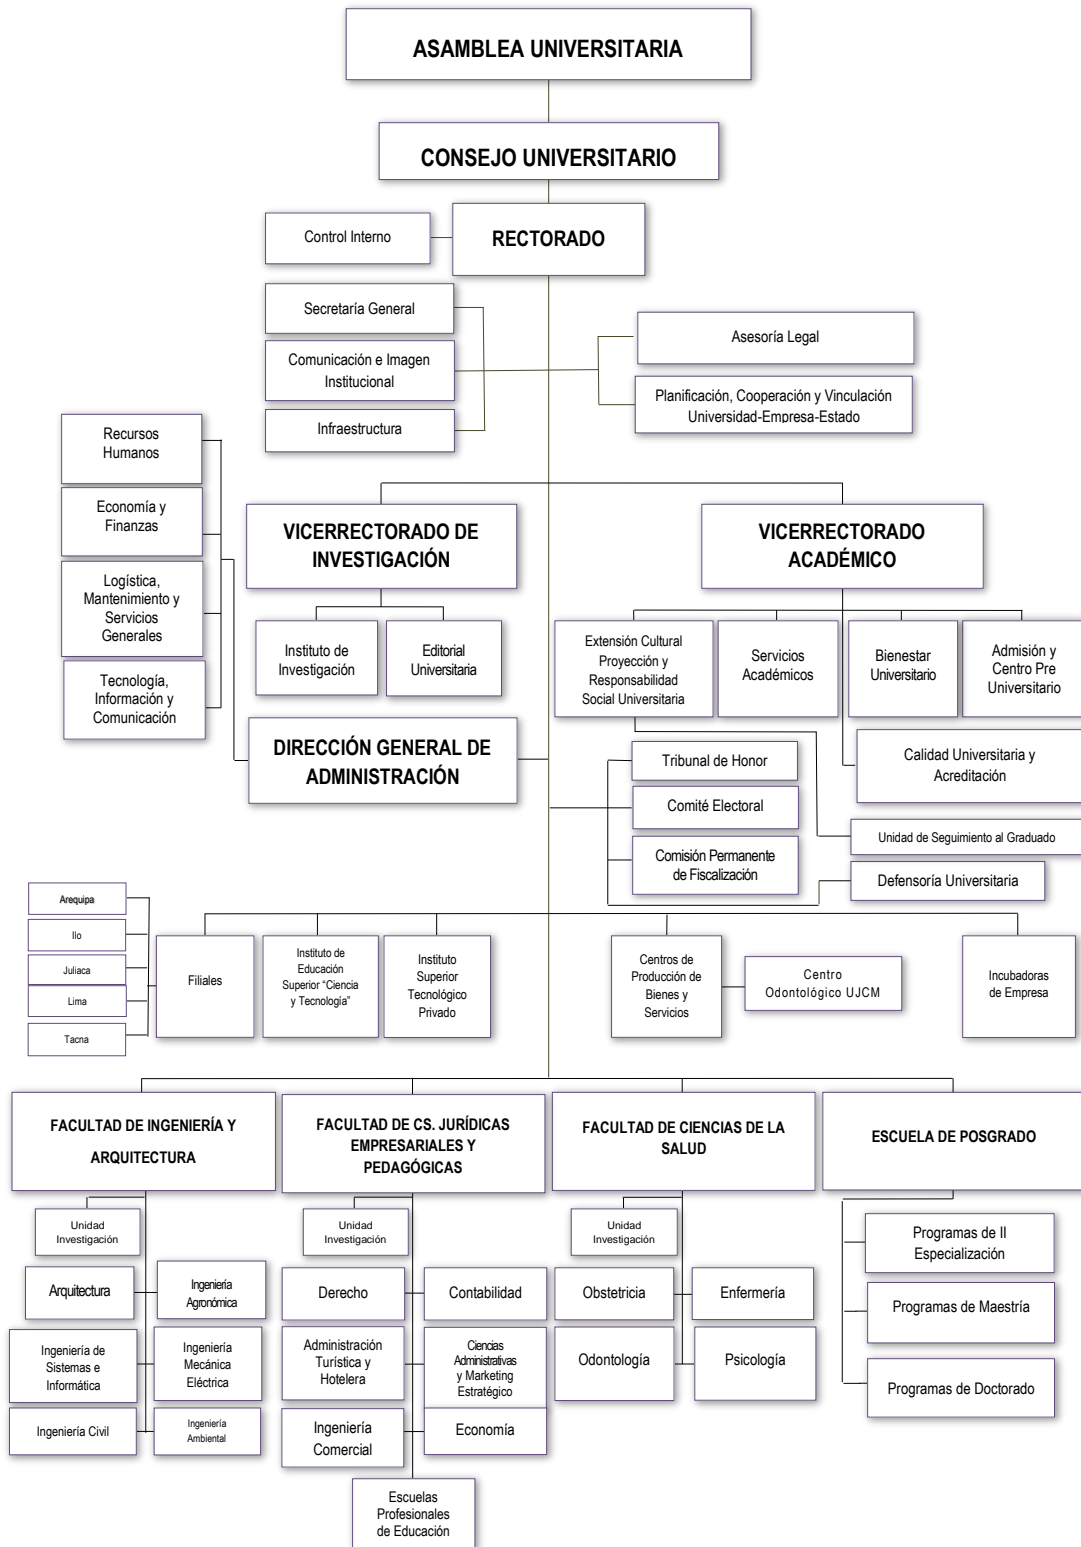 ASAMBLEA UNIVERSITARIA
CONSEJO UNIVERSITARIO
Control Interno
RECTORADO
Secretaría General
Comunicación e Imagen
Institucional
Infraestructura
Asesoría Legal
Planificación, Cooperación y Vinculación
Universidad-Empresa-Estado
Recursos
Humanos
Economía y
Finanzas
Logística,
Mantenimiento y
Servicios
Generales
Tecnología,
Información y
Comunicación
VICERRECTORADO DE
INVESTIGACIÓN
Instituto de
Investigación
Editorial
Universitaria
VICERRECTORADO
ACADÉMICO
Extensión Cultural
Proyección y
Responsabilidad
Social Universitaria
Servicios
Académicos
Bienestar
Universitario
Admisión y
Centro Pre
Universitario
DIRECCIÓN GENERAL DE
ADMINISTRACIÓN
Calidad Universitaria y
Acreditación
Tribunal de Honor
Comité Electoral
Comisión Permanente
de Fiscalización
Unidad de Seguimiento al Graduado
Defensoría Universitaria
Arequipa
Ilo
Juliaca
Lima
Tacna
Filiales
Instituto de
Educación
Superior “Ciencia
y Tecnología”
Instituto
Superior
Tecnológico
Privado
Centros de
Producción de
Bienes y
Servicios
Centro
Odontológico UJCM
Incubadoras
de Empresa
FACULTAD DE INGENIERÍA Y
ARQUITECTURA
Unidad
Investigación
Arquitectura
Ingeniería
Agronómica
Ingeniería de
Sistemas e
Informática
Ingeniería
Mecánica
Eléctrica
Ingeniería Civil
Ingeniería
Ambiental
FACULTAD DE CS. JURÍDICAS
EMPRESARIALES Y
PEDAGÓGICAS
Unidad
Investigación
Derecho
Contabilidad
Administración
Turística y
Hotelera
Ciencias
Administrativas
y Marketing
Estratégico
Ingeniería
Comercial
Economía
Escuelas
Profesionales
de Educación
FACULTAD DE CIENCIAS DE LA
SALUD
Unidad
Investigación
Obstetricia
Enfermería
Odontología
Psicología
ESCUELA DE POSGRADO
Programas de II
Especialización
Programas de Maestría
Programas de Doctorado